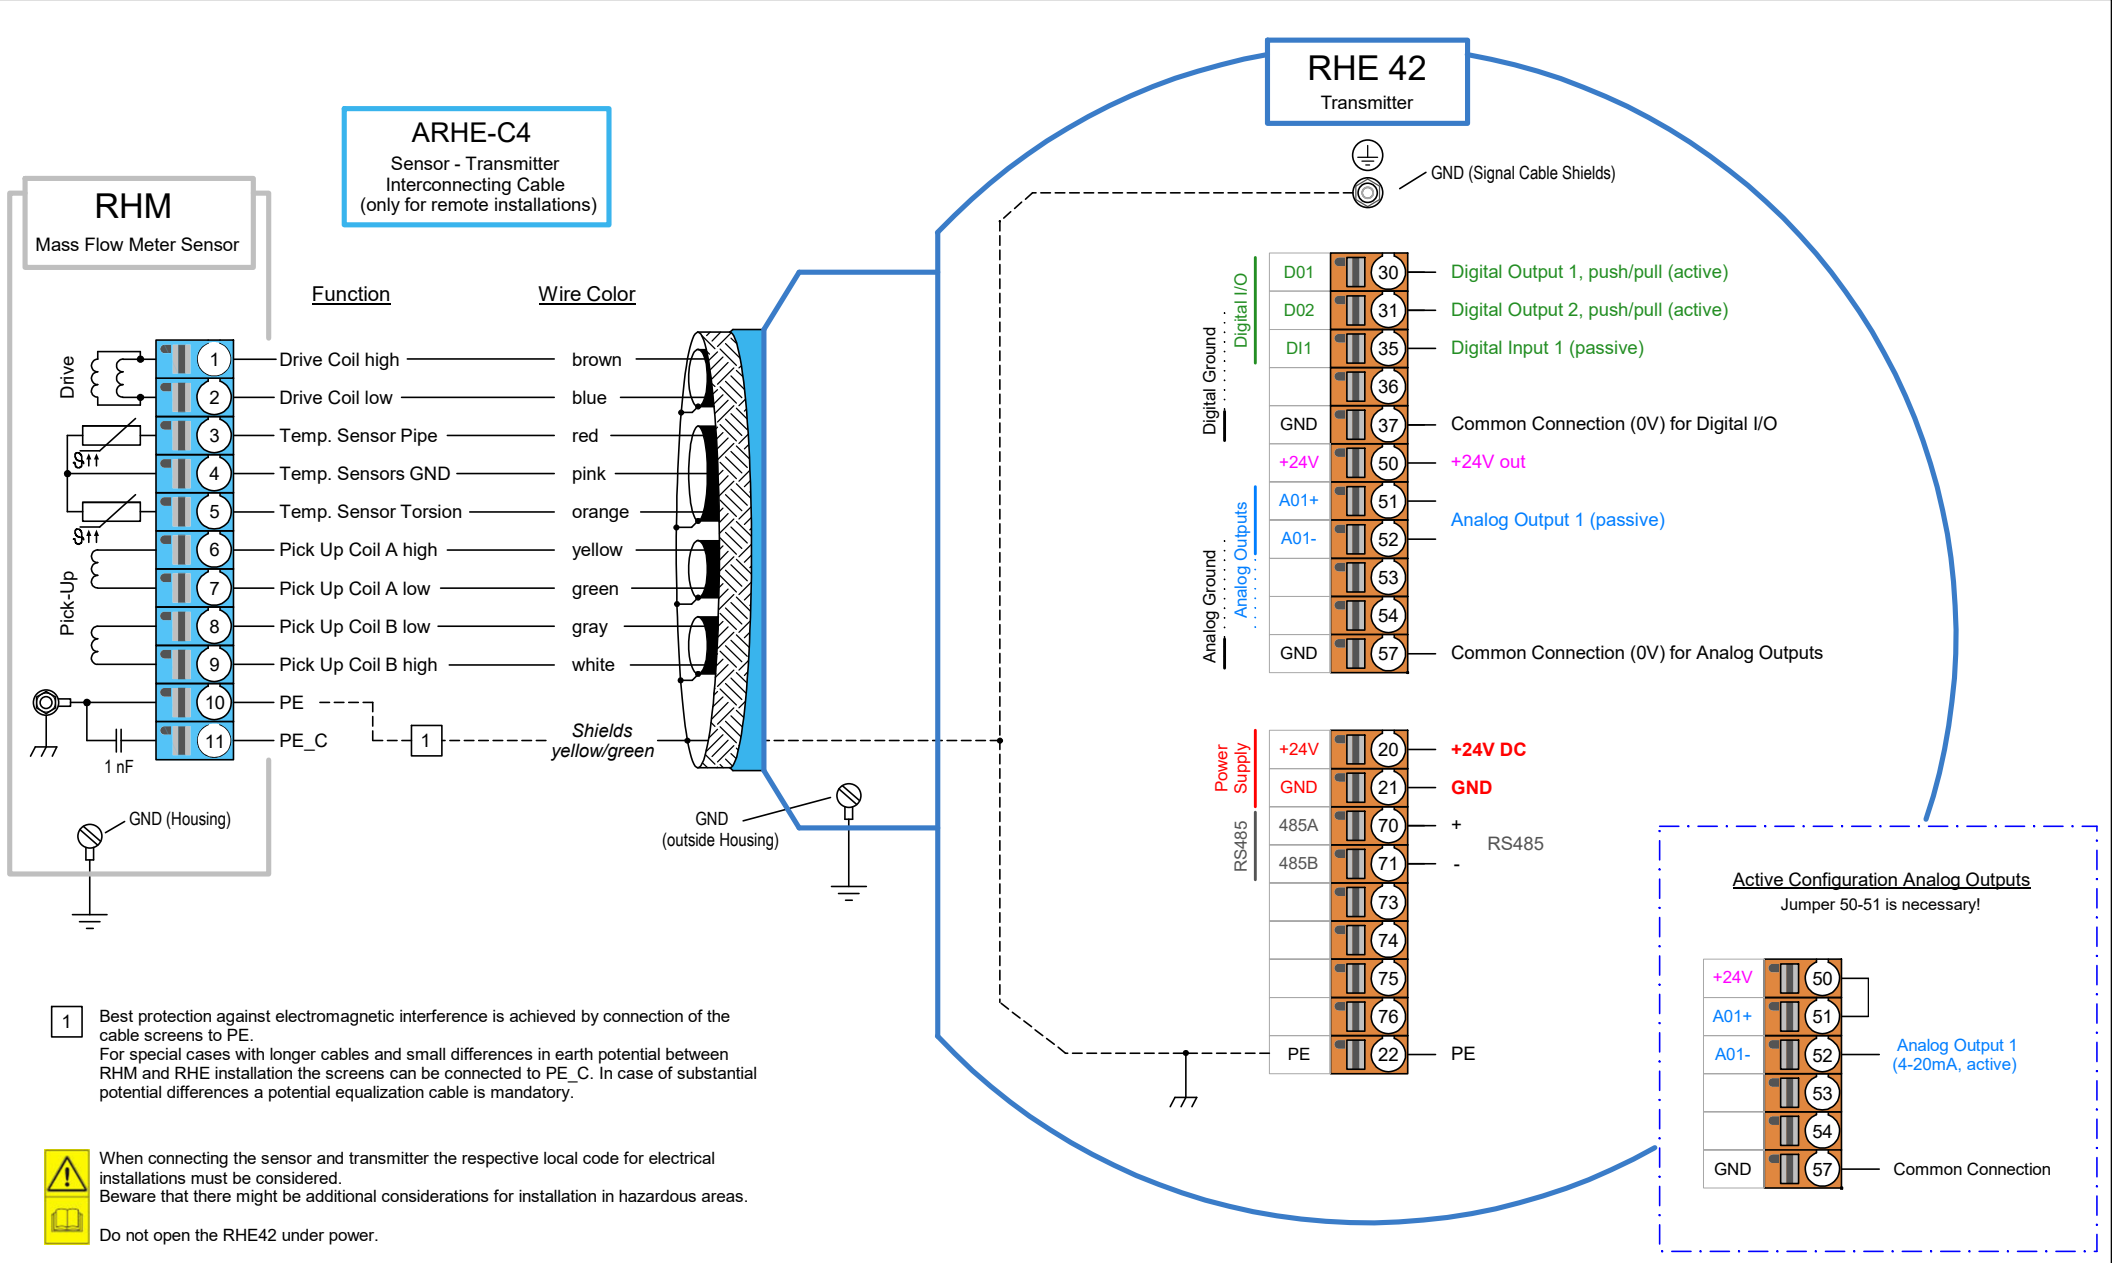 RHE 42
Transmitter
GND (Signal Cable Shields)
ARHE-C4
Sensor - Transmitter
Interconnecting Cable
(only for remote installations)
RHM
Mass Flow Meter Sensor
Function
Wire Color
Drive
1 Drive Coil high brown
2 Drive Coil low blue
3 Temp. Sensor Pipe red
ϑ↑↑
4 Temp. Sensors GND pink
5 Temp. Sensor Torsion orange
ϑ↑↑
Pick-Up
6 Pick Up Coil A high yellow
7 Pick Up Coil A low green
8 Pick Up Coil B low gray
9 Pick Up Coil B high white
10 PE
11 PE_C
1 nF
1
Shields
yellow/green
GND (Housing)
GND
(outside Housing)
Digital I/O
Digital Ground
D01 30 Digital Output 1, push/pull (active)
D02 31 Digital Output 2, push/pull (active)
DI1 35 Digital Input 1 (passive)
36
GND 37 Common Connection (0V) for Digital I/O
+24V 50 +24V out
Analog Outputs
Analog Ground
A01+ 51
Analog Output 1 (passive)
A01- 52
53
54
GND 57 Common Connection (0V) for Analog Outputs
Power
Supply
+24V 20 +24V DC
GND 21 GND
RS485
485A 70 +
RS485
485B 71 -
73
74
75
76
PE 22 PE
Active Configuration Analog Outputs
Jumper 50-51 is necessary!
+24V 50
A01+ 51
A01- 52
Analog Output 1
(4-20mA, active)
53
54
GND 57 Common Connection
1
Best protection against electromagnetic interference is achieved by connection of the
cable screens to PE.
For special cases with longer cables and small differences in earth potential between
RHM and RHE installation the screens can be connected to PE_C. In case of substantial
potential differences a potential equalization cable is mandatory.
When connecting the sensor and transmitter the respective local code for electrical
installations must be considered.
Beware that there might be additional considerations for installation in hazardous areas.
Do not open the RHE42 under power.